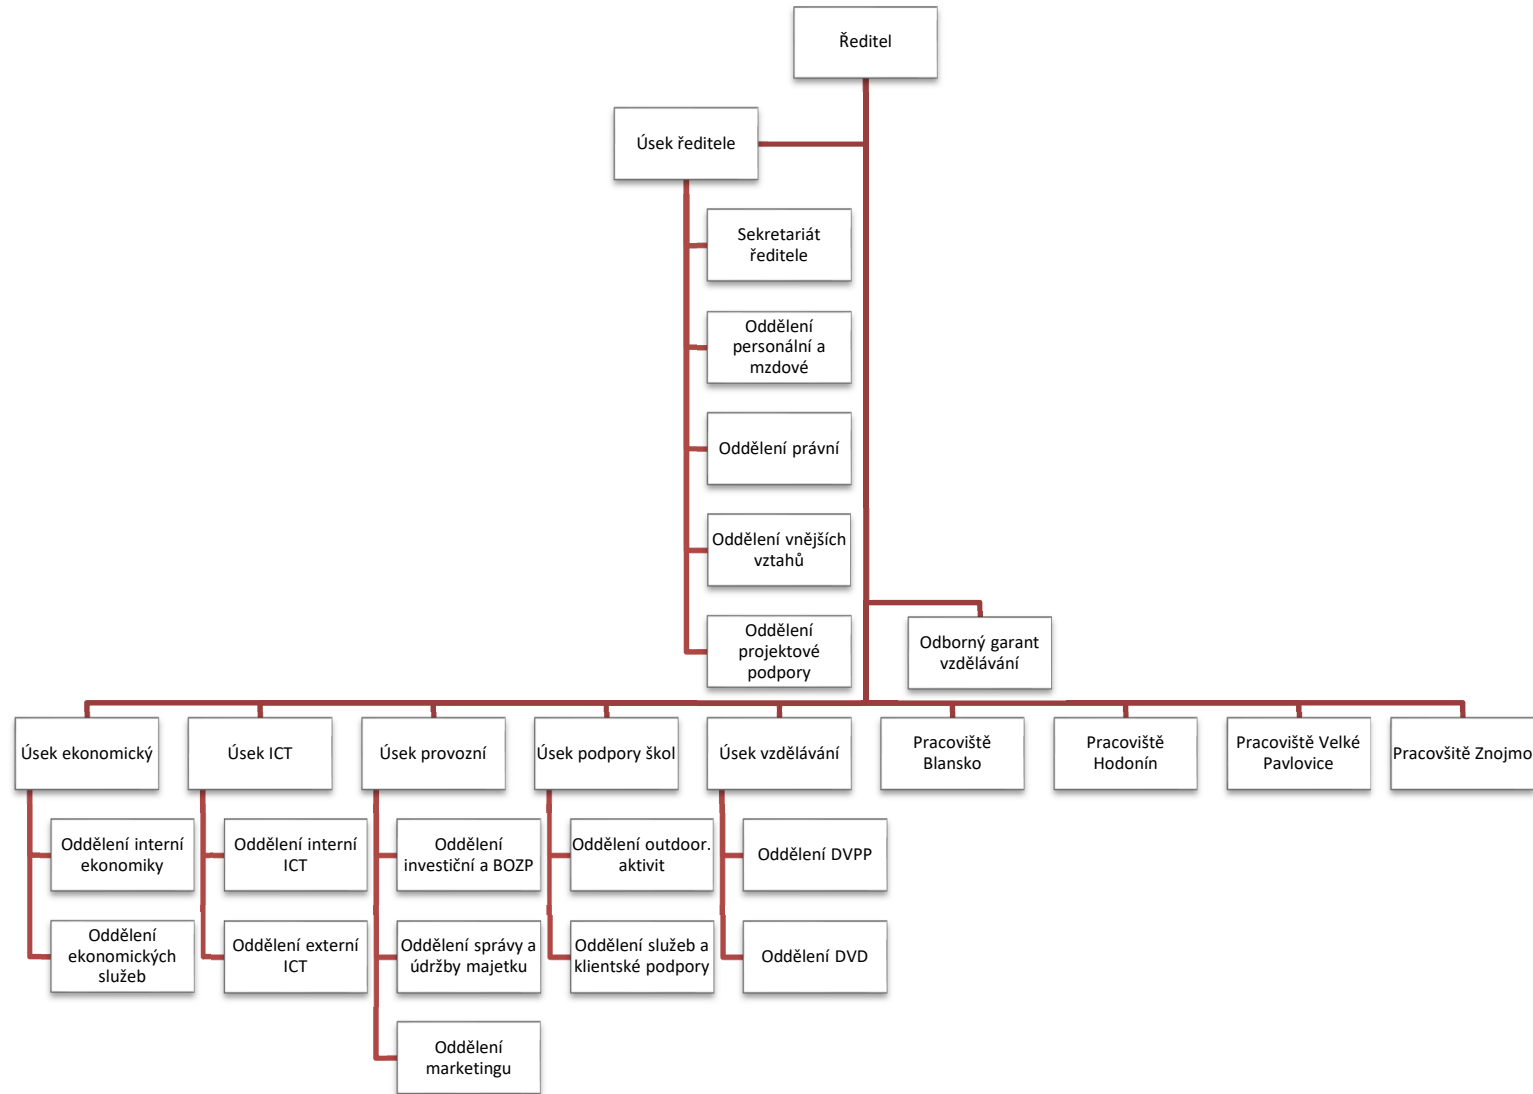 Ředitel
Úsek ředitele
Sekretariát
ředitele
Oddělení
personální a
mzdové
Oddělení právní
Oddělení vnějších
vztahů
Oddělení
projektové
podpory
Odborný garant
vzdělávání
Úsek ekonomický
Úsek ICT
Úsek provozní
Úsek podpory škol
Úsek vzdělávání
Pracoviště
Blansko
Pracoviště
Hodonín
Pracoviště Velké
Pavlovice
Pracovšitě Znojmo
Oddělení interní
ekonomiky
Oddělení
ekonomických
služeb
Oddělení interní
ICT
Oddělení externí
ICT
Oddělení
investiční a BOZP
Oddělení správy a
údržby majetku
Oddělení
marketingu
Oddělení outdoor.
aktivit
Oddělení služeb a
klientské podpory
Oddělení DVPP
Oddělení DVD